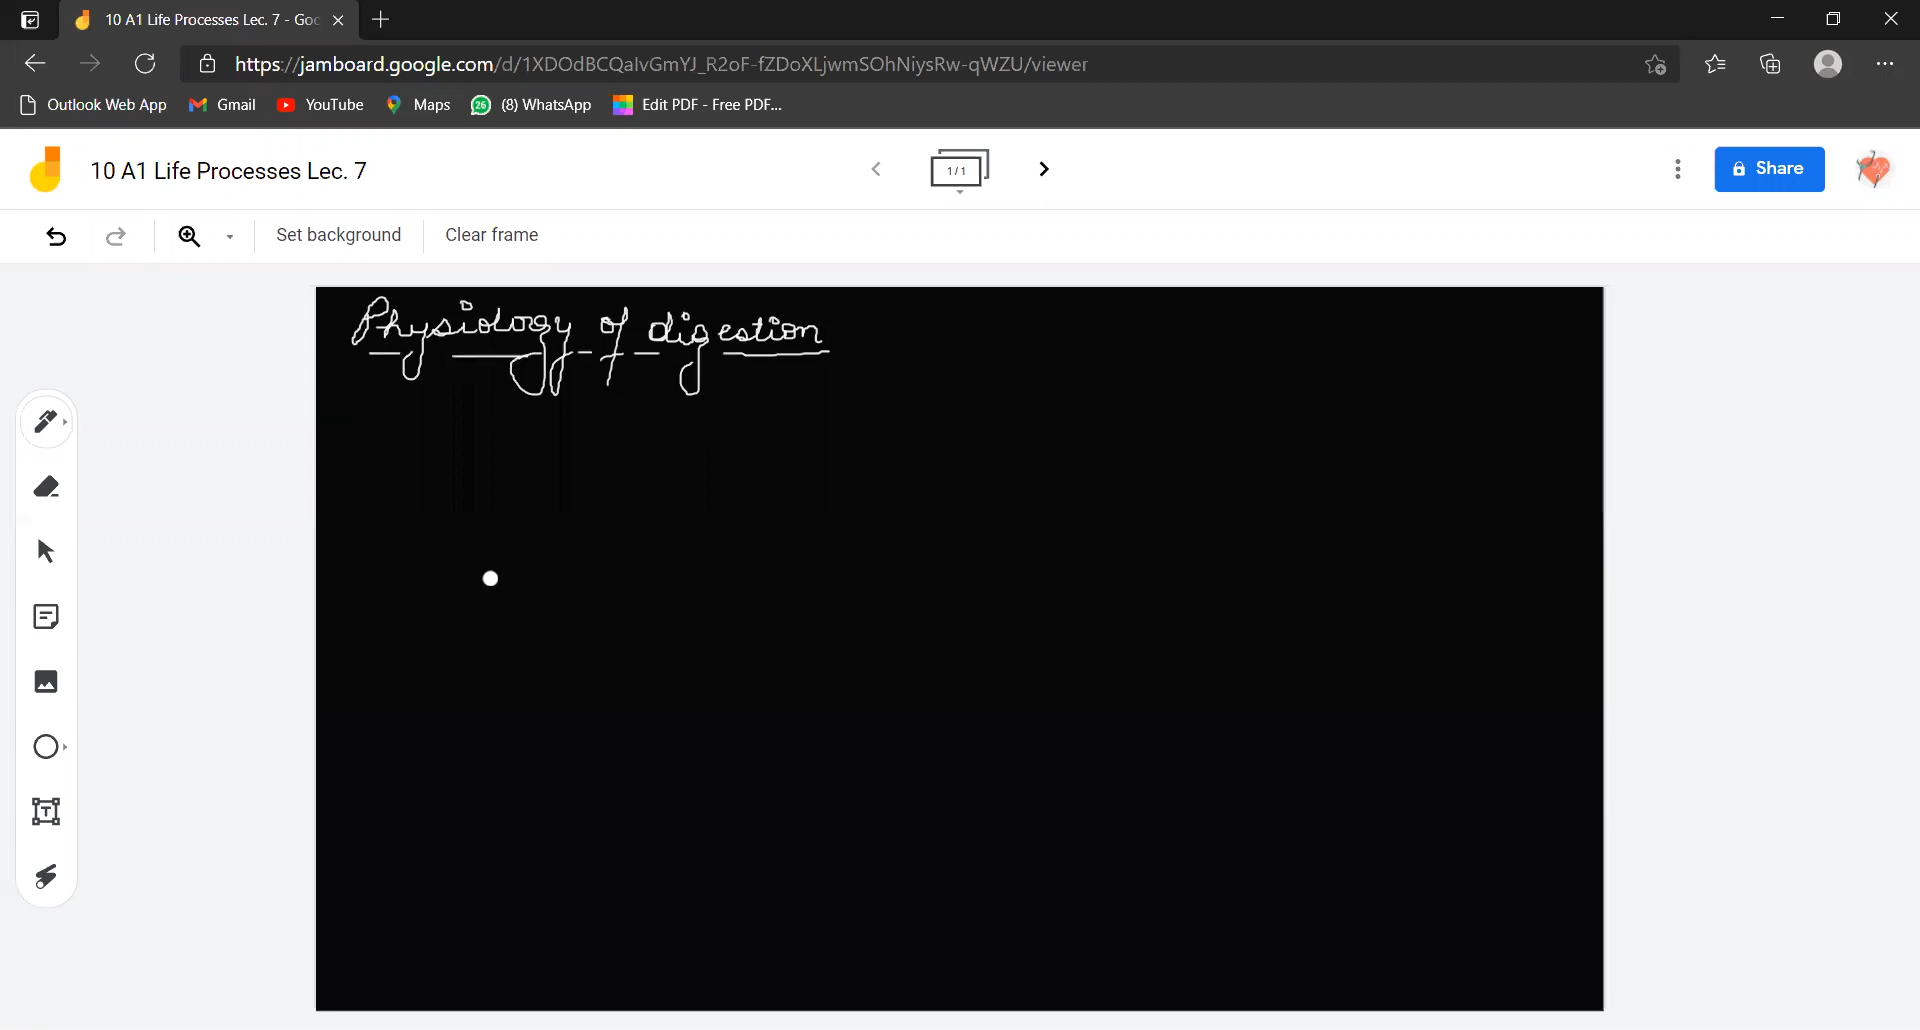 10 A1 Life Processes Lec. 7 - Goo
https://jamboard.google.com/d/1XDOdBCQalvGmYJ_R2oF-fZDoXLjwmSOhNiysRw-qWZU/viewer
Outlook Web App Gmail YouTube Maps 26 (8) WhatsApp Edit PDF - Free PDF...
10 A1 Life Processes Lec. 7 1/1 Share
Set background Clear frame
Physiology of digestion